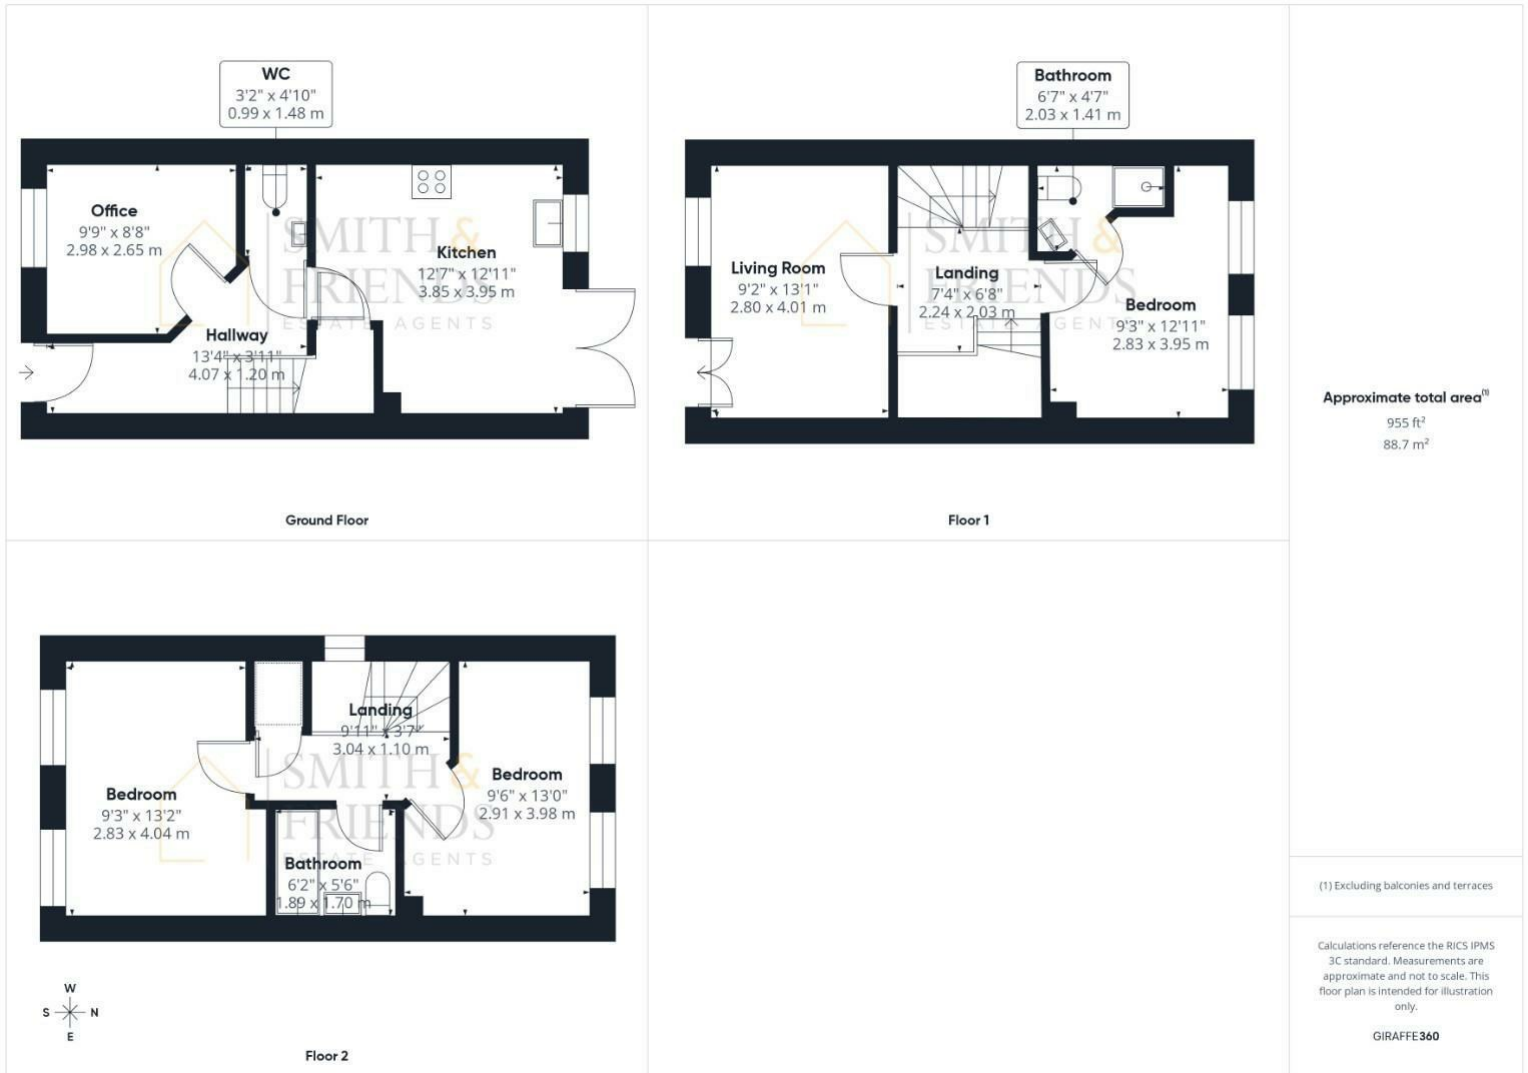 WC
3'2" x 4'10"
0.99 x 1.48 m
Office
9'9" x 8'8"
2.98 x 2.65 m
Kitchen
12'7" x 12'11"
3.85 x 3.95 m
Hallway
13'4" x 3'11"
4.07 x 1.20 m
SMITH &
FRIENDS
ESTATE AGENTS
Ground Floor
Bathroom
6'7" x 4'7"
2.03 x 1.41 m
Living Room
9'2" x 13'1"
2.80 x 4.01 m
Landing
7'4" x 6'8"
2.24 x 2.03 m
Bedroom
9'3" x 12'11"
2.83 x 3.95 m
SMITH &
FRIENDS
ESTATE AGENTS
Floor 1
Landing
9'11" x 3'7"
3.04 x 1.10 m
Bedroom
9'3" x 13'2"
2.83 x 4.04 m
Bedroom
9'6" x 13'0"
2.91 x 3.98 m
Bathroom
6'2" x 5'6"
1.89 x 1.70 m
SMITH &
FRIENDS
ESTATE AGENTS
W
S N
E
Floor 2
Approximate total area(1)
955 ft²
88.7 m²
(1) Excluding balconies and terraces
Calculations reference the RICS IPMS
3C standard. Measurements are
approximate and not to scale. This
floor plan is intended for illustration
only.
GIRAFFE360